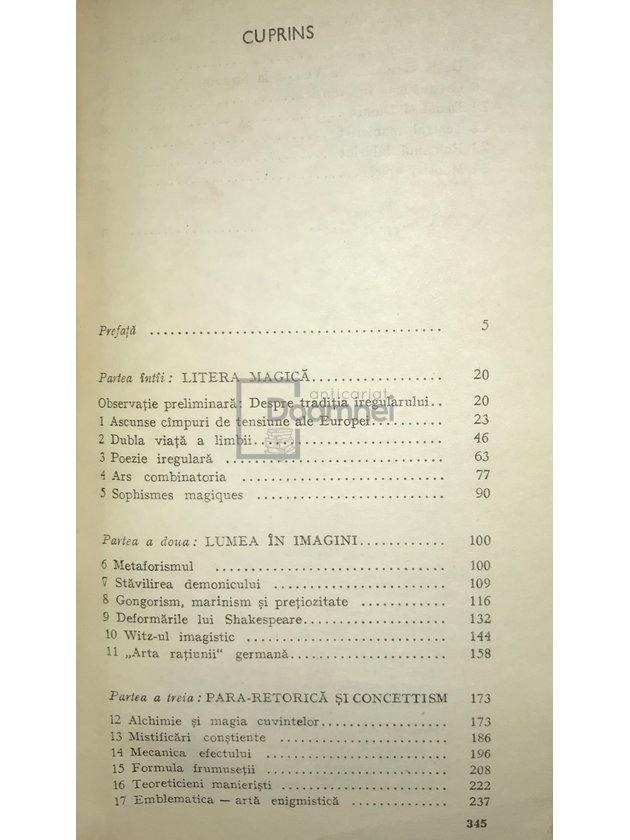 CUPRINS
Prefață ........................................... 5
Partea întîi: LITERA MAGICĂ................... 20
Observație preliminară: Despre tradiția iregularului.. 20
1 Ascunse cîmpuri de tensiune ale Europei........... 23
2 Dubla viață a limbii............................ 46
3 Poezie iregulară ................................ 63
4 Ars combinatoria ................................ 77
5 Sophismes magiques ............................. 90
Partea a doua: LUMEA ÎN IMAGINI............ 100
6 Metaforismul .................................. 100
7 Stăvilirea demonicului ........................... 109
8 Gongorism, marinism și prețiozitate ............ 116
9 Deformările lui Shakespeare..................... 132
10 Witz-ul imagistic ............................... 144
11 „Arta rațiunii“ germană....................... 158
Partea a treia: PARA-RETORICĂ ȘI CONCETTISM 173
12 Alchimie și magia cuvintelor................... 173
13 Mistificări conștiente ........................ 186
14 Mecanica efectului ............................ 196
15 Formula frumuseții ........................... 208
16 Teoreticieni manieriști ......................... 222
17 Emblematica — artă enigmistică ............... 237
345
anticariat
Doamnei